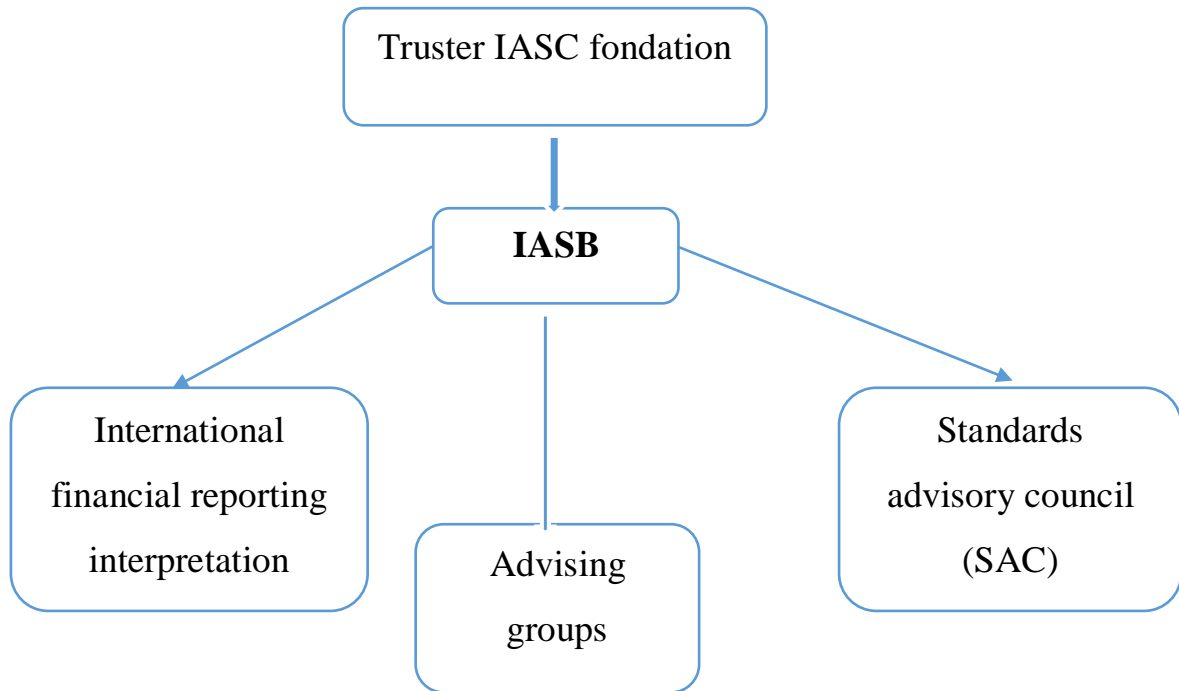 Truster IASC fondation
IASB
International
financial reporting
interpretation
Advising
groups
Standards
advisory council
(SAC)